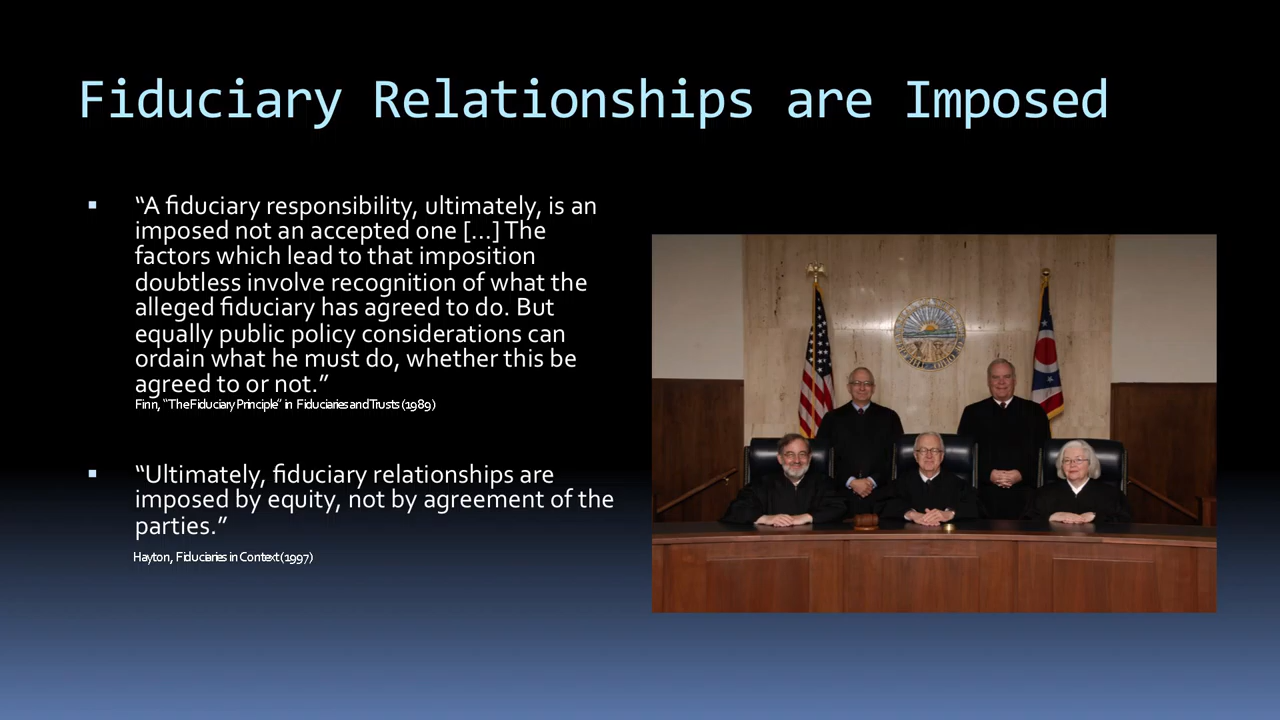 Fiduciary Relationships are Imposed
“A fiduciary responsibility, ultimately, is an
imposed not an accepted one [...] The
factors which lead to that imposition
doubtless involve recognition of what the
alleged fiduciary has agreed to do. But
equally public policy considerations can
ordain what he must do, whether this be
agreed to or not.”
Finn, “The Fiduciary Principle” in Fiduciaries and Trusts (1989)
“Ultimately, fiduciary relationships are
imposed by equity, not by agreement of the
parties.”
Hayton, Fiduciaries in Context (1997)